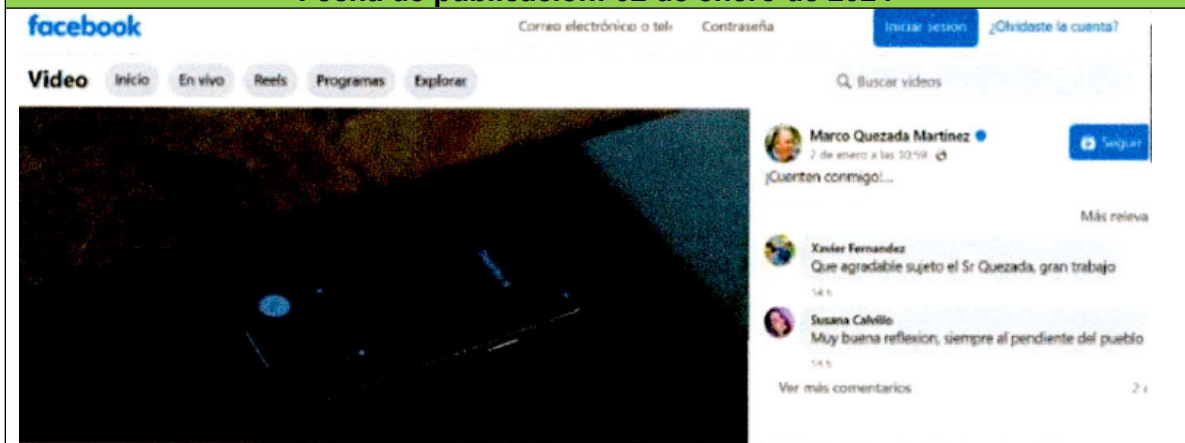 Fecha de publicación: 02 de enero de 2024
facebook
Correo electrónico o telé
Contraseña
Iniciar sesión
¿Olvidaste la cuenta?
Video
Inicio
En vivo
Reels
Programas
Explorar
Buscar videos
Marco Quezada Martínez
Seguir
2 de enero a las 10:59
¡Cuenten conmigo!...
Más releva
Xavier Fernandez
Que agradable sujeto el Sr Quezada, gran trabajo
14 h
Susana Calvillo
Muy buena reflexion, siempre al pendiente del pueblo
14 h
Ver más comentarios